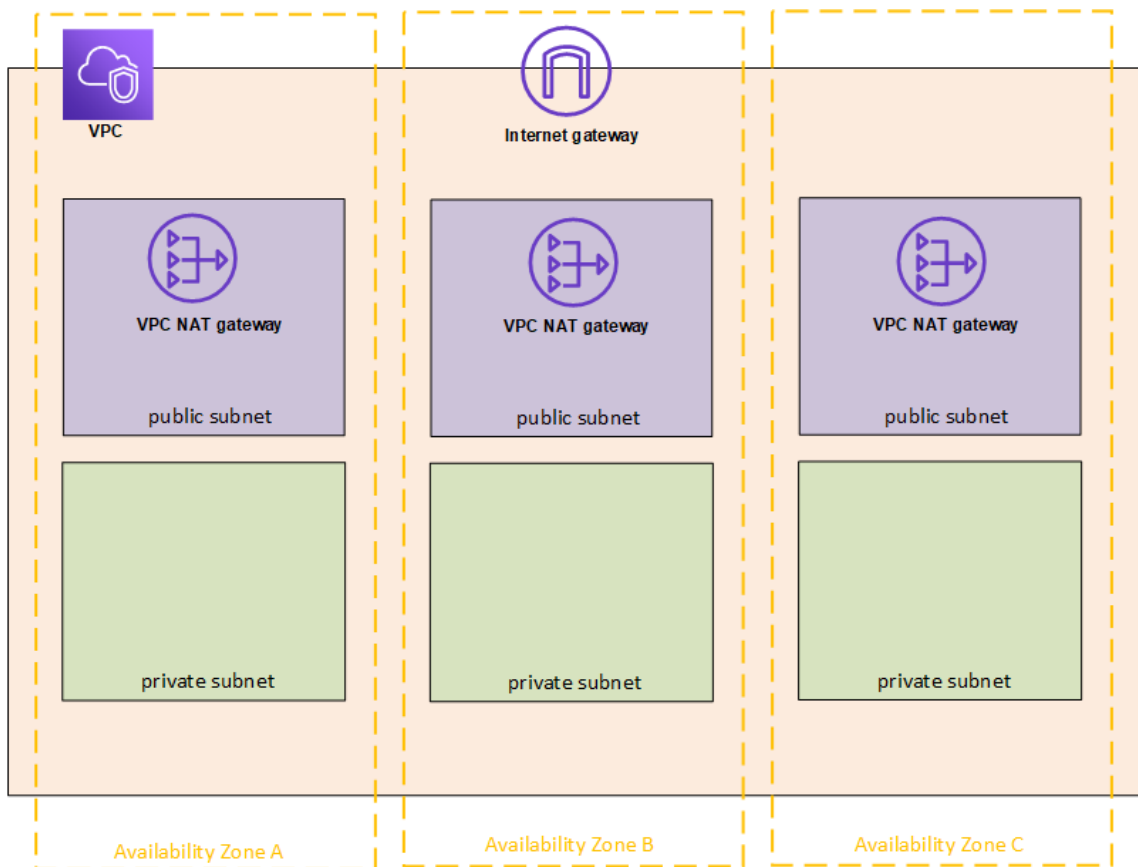 VPC
Internet gateway
VPC NAT gateway
VPC NAT gateway
VPC NAT gateway
public subnet
public subnet
public subnet
private subnet
private subnet
private subnet
Availability Zone A
Availability Zone B
Availability Zone C